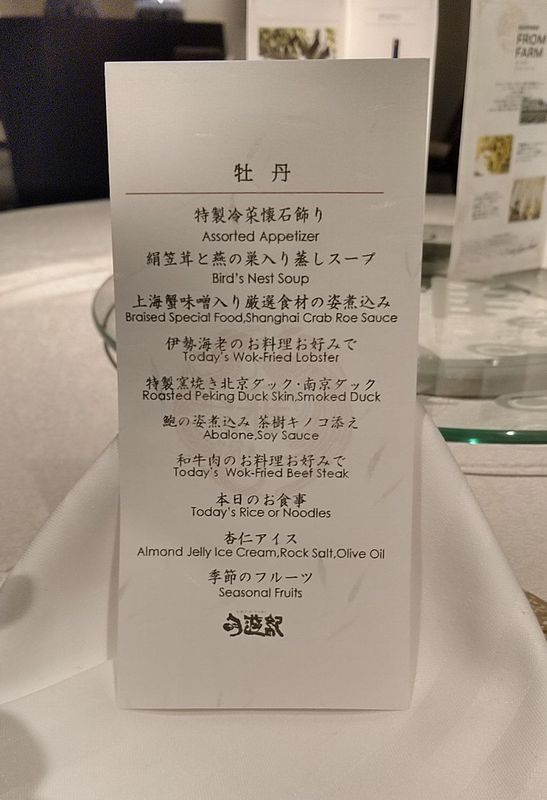 FROM
FARM
牡 丹
特製冷菜懐石飾り
Assorted Appetizer
絹笠茸と燕の巣入り蒸しスープ
Bird's Nest Soup
上海蟹味噌入り厳選食材の姿煮込み
Braised Special Food,Shanghai Crab Roe Sauce
伊勢海老のお料理お好みで
Today's Wok-Fried Lobster
特製窯焼き北京ダック·南京ダック
Roasted Peking Duck Skin,Smoked Duck
鮑の姿煮込み 茶樹キノコ添え
Abalone,Soy Sauce
和牛肉のお料理お好みで
Today's Wok-Fried Beef Steak
本日のお食事
Today's Rice or Noodles
杏仁アイス
Almond Jelly Ice Cream,Rock Salt,Olive Oil
季節のフルーツ
Seasonal Fruits